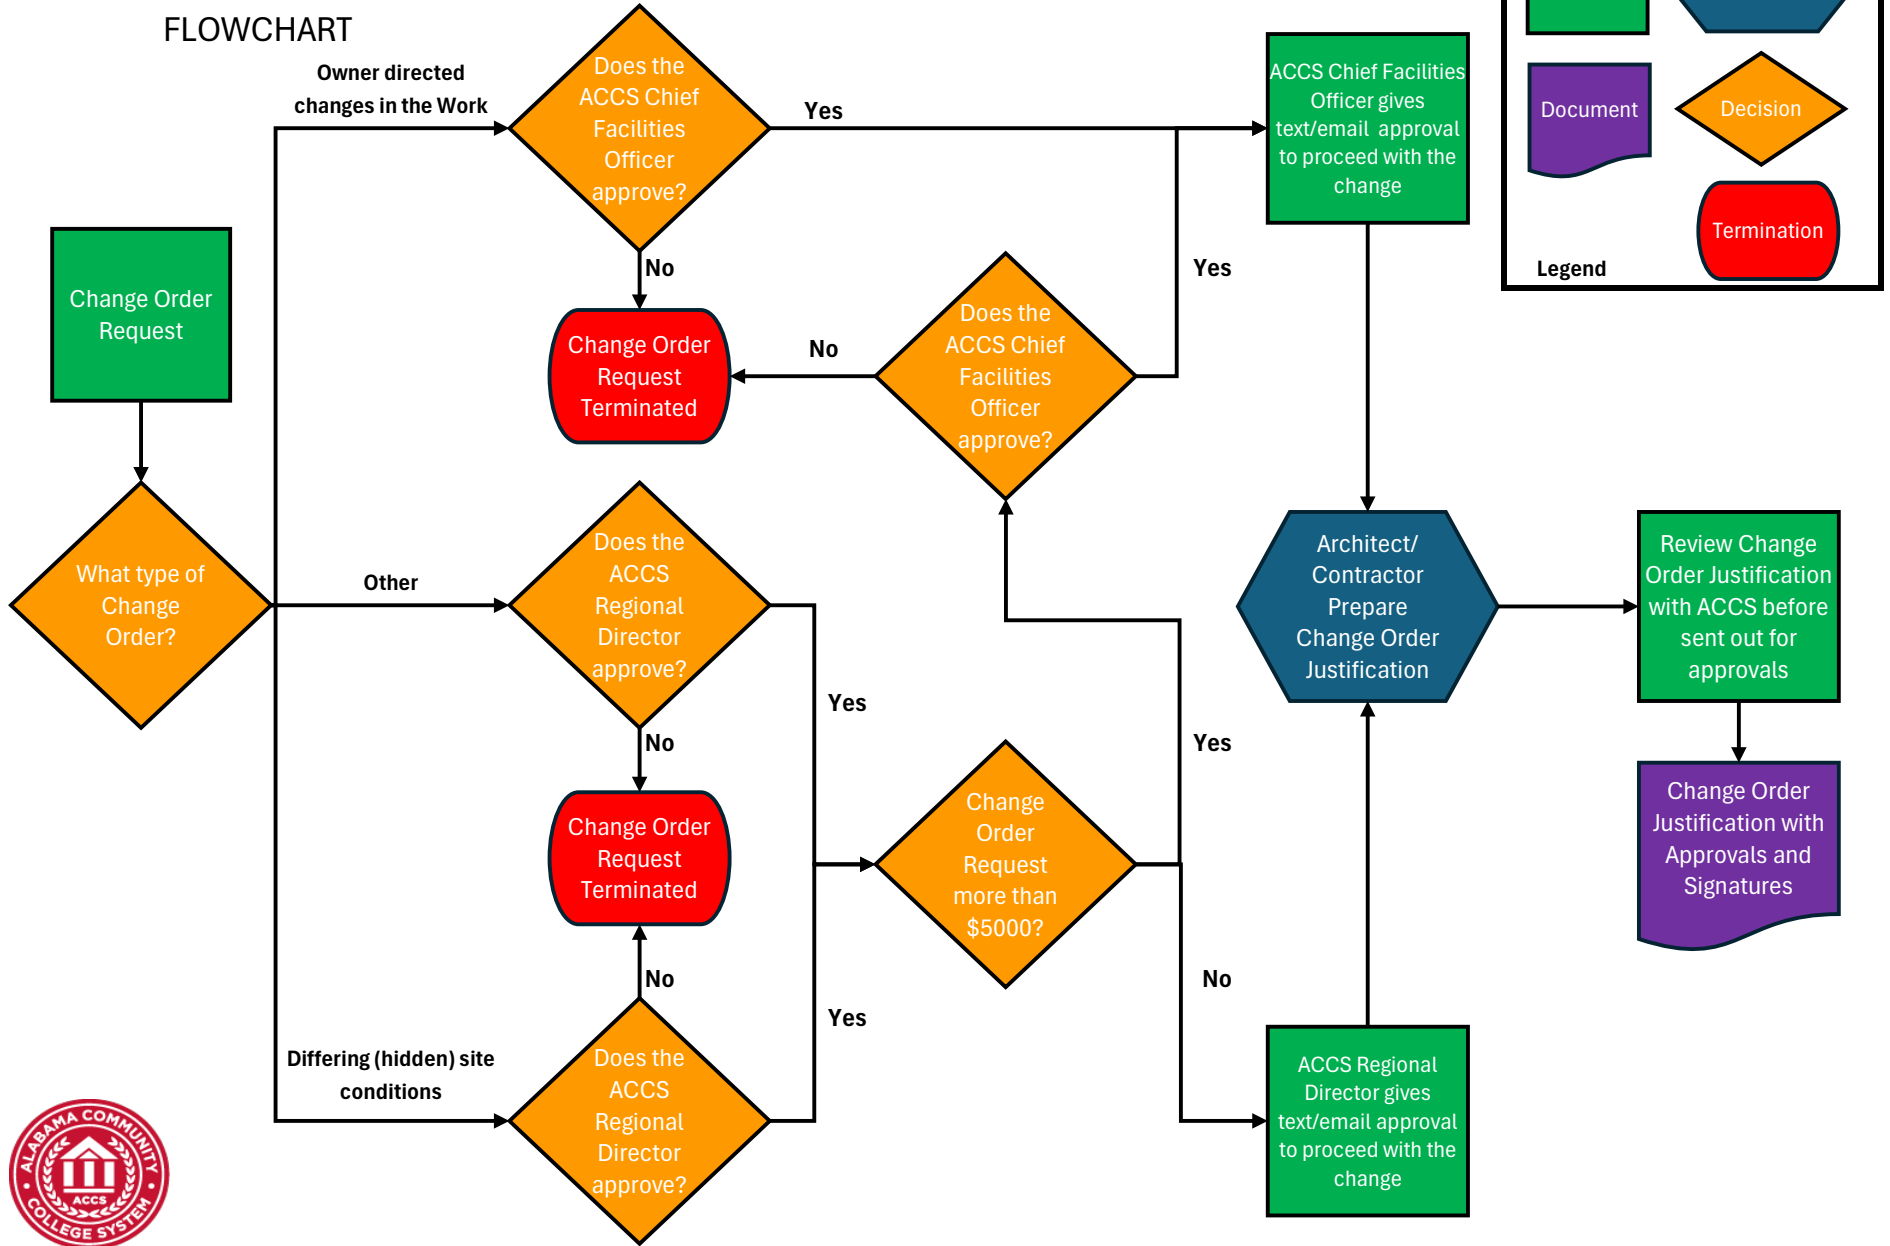 FLOWCHART
Owner directed
changes in the Work
Does the
ACCS Chief
Facilities
Officer
approve?
Yes
ACCS Chief Facilities
Officer gives
text/email approval
to proceed with the
change
Document
Decision
Termination
Legend
Change Order
Request
No
Change Order
Request
Terminated
No
Does the
ACCS Chief
Facilities
Officer
approve?
Yes
What type of
Change
Order?
Other
Does the
ACCS
Regional
Director
approve?
Yes
No
Change Order
Request
Terminated
No
Yes
Change
Order
Request
more than
$5000?
Yes
No
Architect/
Contractor
Prepare
Change Order
Justification
Review Change
Order Justification
with ACCS before
sent out for
approvals
Change Order
Justification with
Approvals and
Signatures
Differing (hidden) site
conditions
Does the
ACCS
Regional
Director
approve?
ACCS Regional
Director gives
text/email approval
to proceed with the
change
ALABAMA COMMUNITY
ACCS
COLLEGE SYSTEM